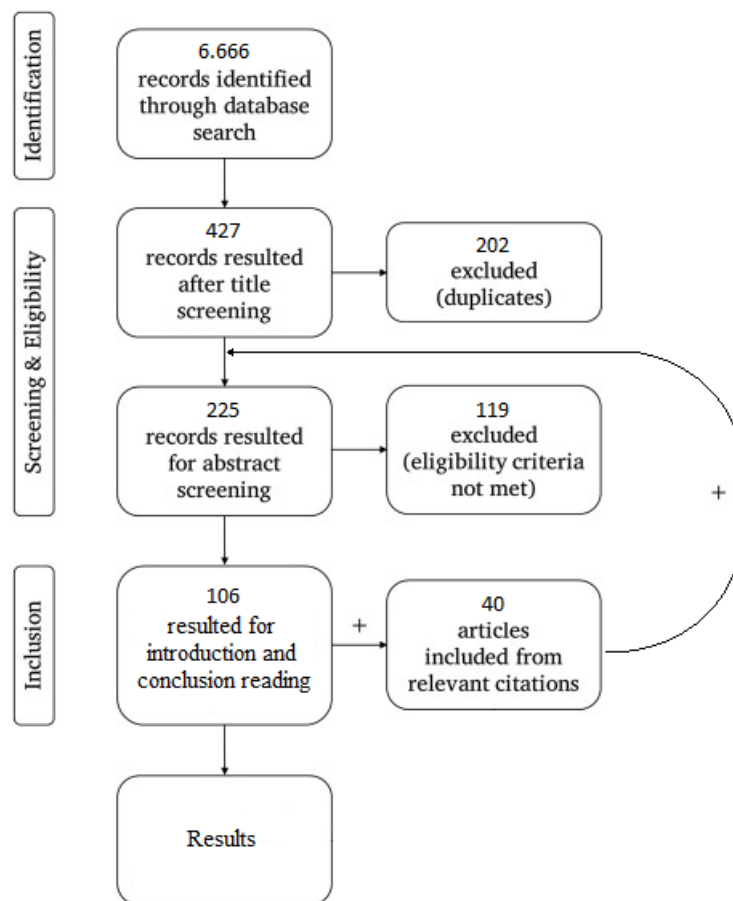 Identification
6.666
records identified
through database
search
Screening & Eligibility
427
records resulted
after title
screening
202
excluded
(duplicates)
225
records resulted
for abstract
screening
119
excluded
(eligibility criteria
not met)
+
Inclusion
106
resulted for
introduction and
conclusion reading
+
40
articles
included from
relevant citations
Results